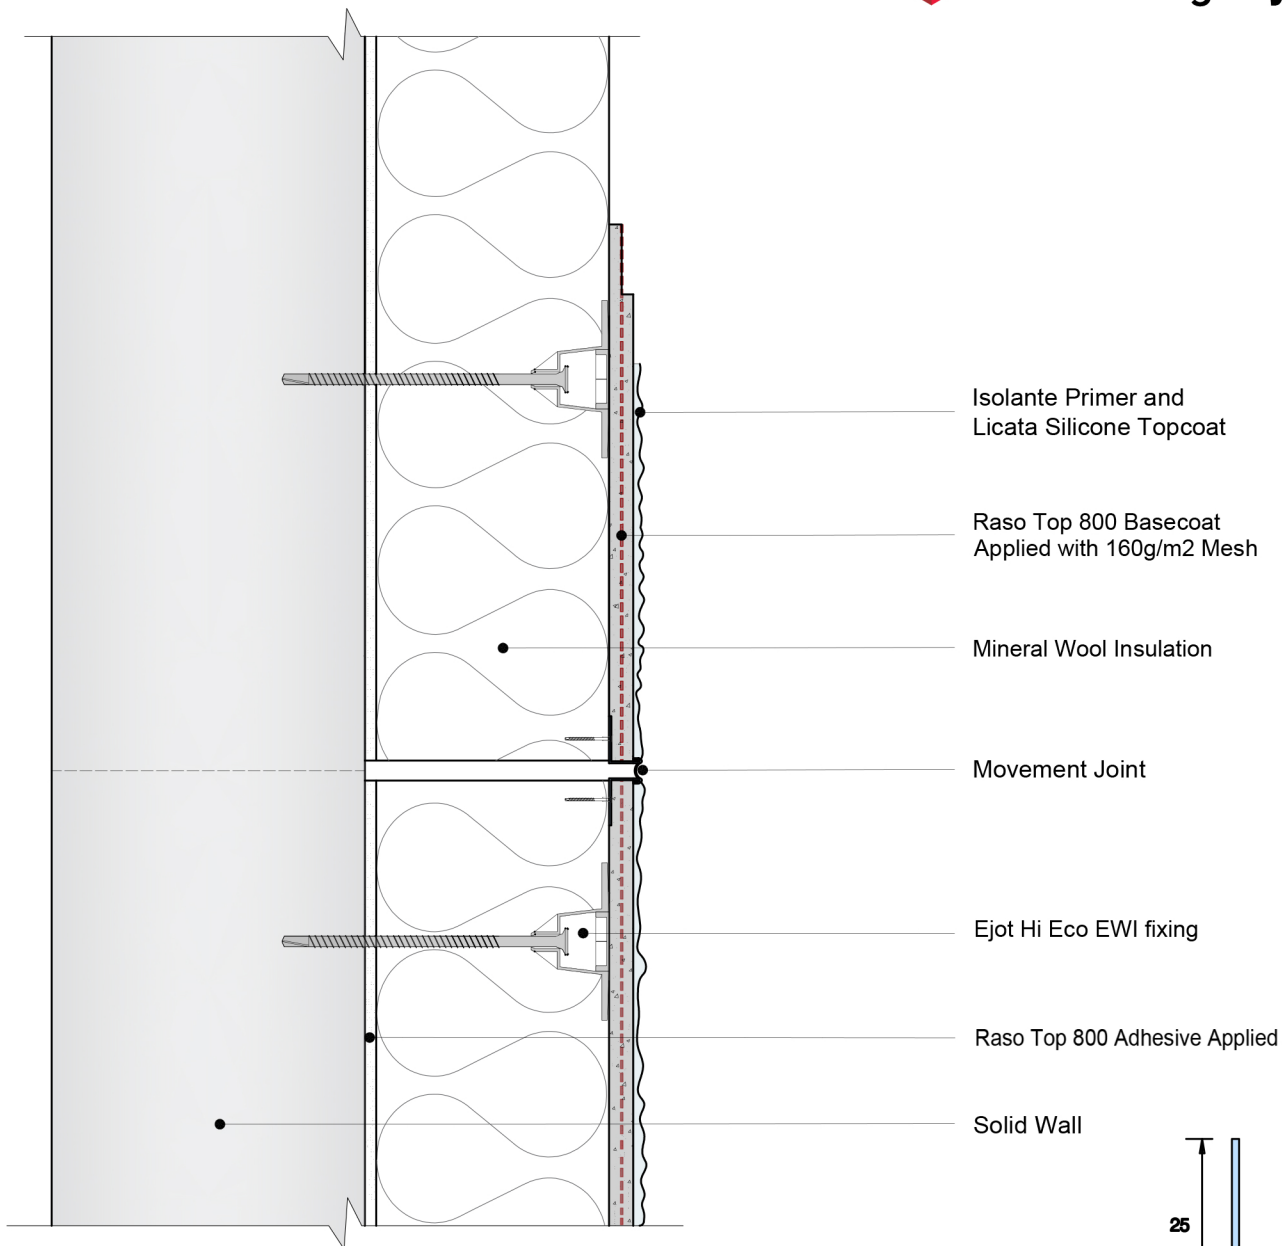 Isolante Primer and
Licata Silicone Topcoat
Raso Top 800 Basecoat
Applied with 160g/m2 Mesh
Mineral Wool Insulation
Movement Joint
Ejot Hi Eco EWI fixing
Raso Top 800 Adhesive Applied
Solid Wall
25